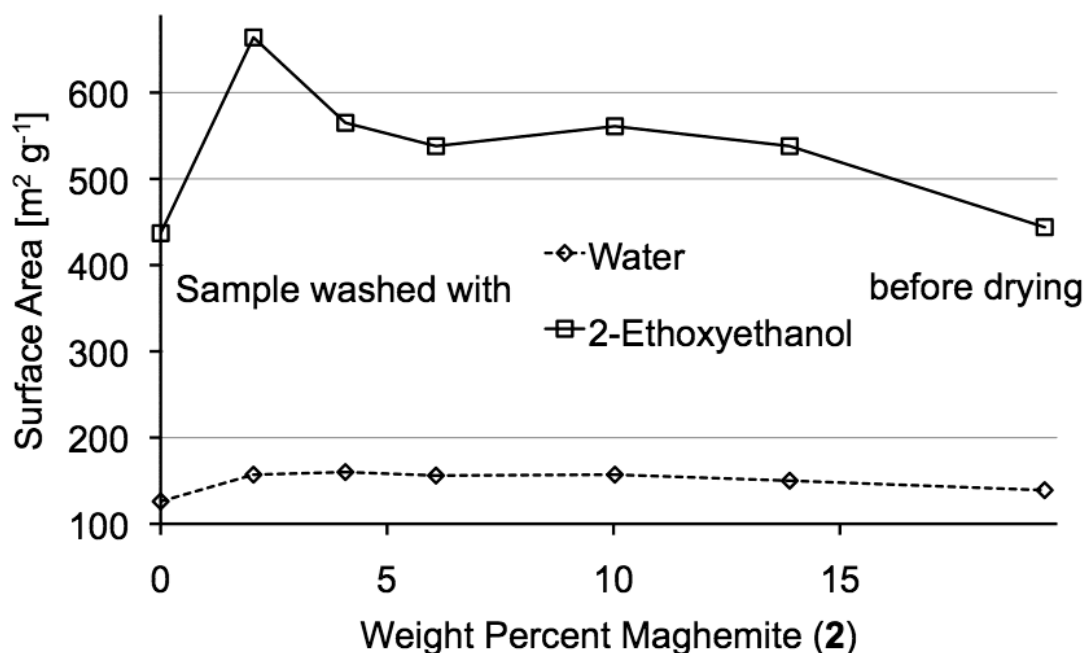 Surface Area [m² g⁻¹]
600
500
400
300
200
100
Water
Sample washed with
before drying
2-Ethoxyethanol
0
5
10
15
Weight Percent Maghemite (2)